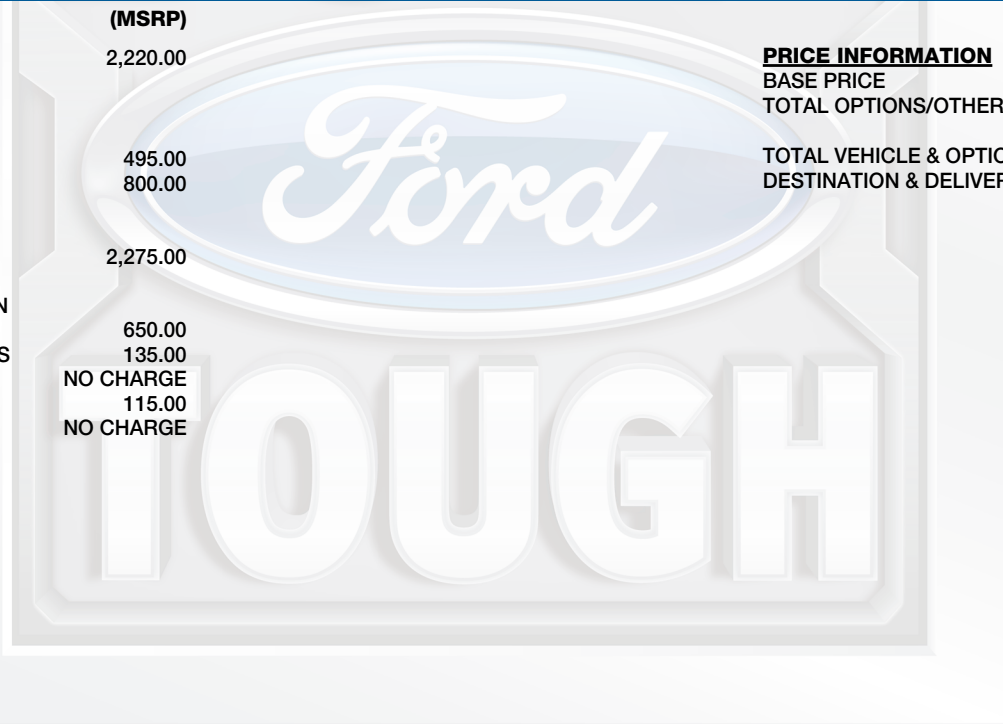 (MSRP)
2,220.00
495.00
800.00
2,275.00
N
650.00
S 135.00
NO CHARGE
115.00
NO CHARGE
PRICE INFORMATION
BASE PRICE
TOTAL OPTIONS/OTHER
TOTAL VEHICLE & OPTIO
DESTINATION & DELIVER
Ford
TOUGH